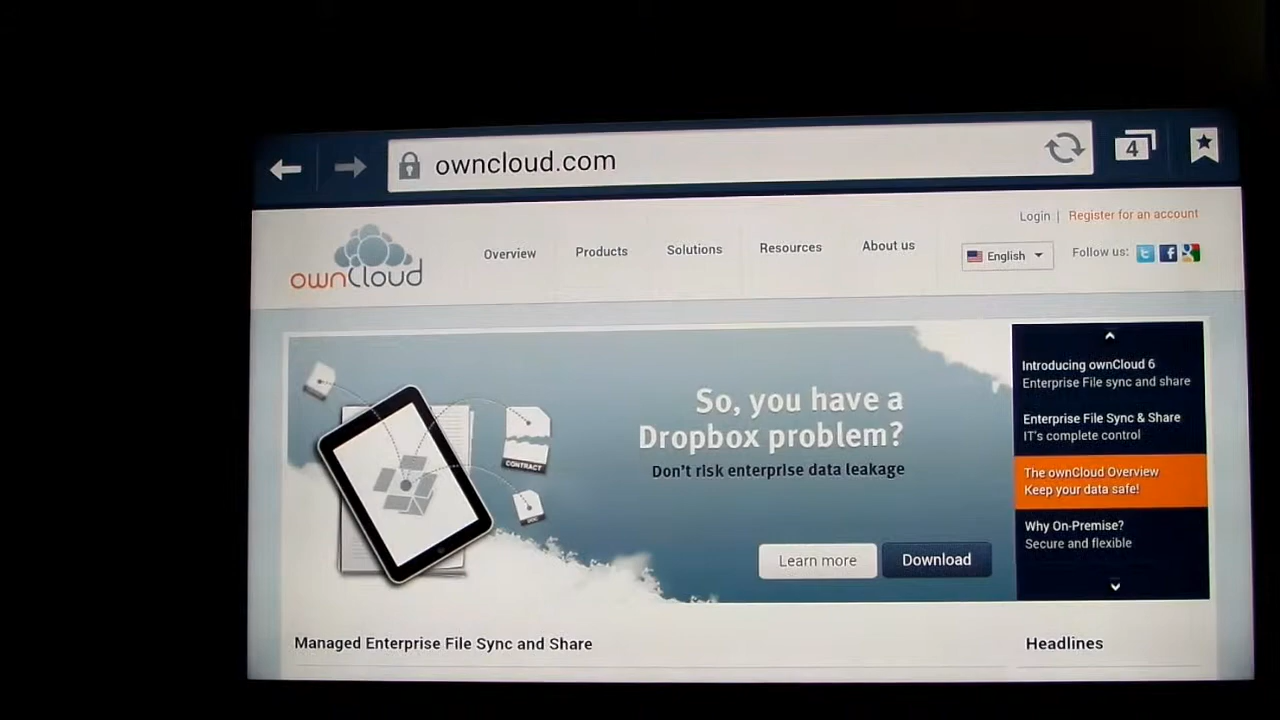 owncloud.com
4
Login | Register for an account
ownCloud
Overview
Products
Solutions
Resources
About us
English
Follow us:
So, you have a
Dropbox problem?
Don't risk enterprise data leakage
Learn more
Download
CONTRACT
Introducing ownCloud 6
Enterprise File sync and share
Enterprise File Sync & Share
IT's complete control
The ownCloud Overview
Keep your data safe!
Why On-Premise?
Secure and flexible
Managed Enterprise File Sync and Share
Headlines